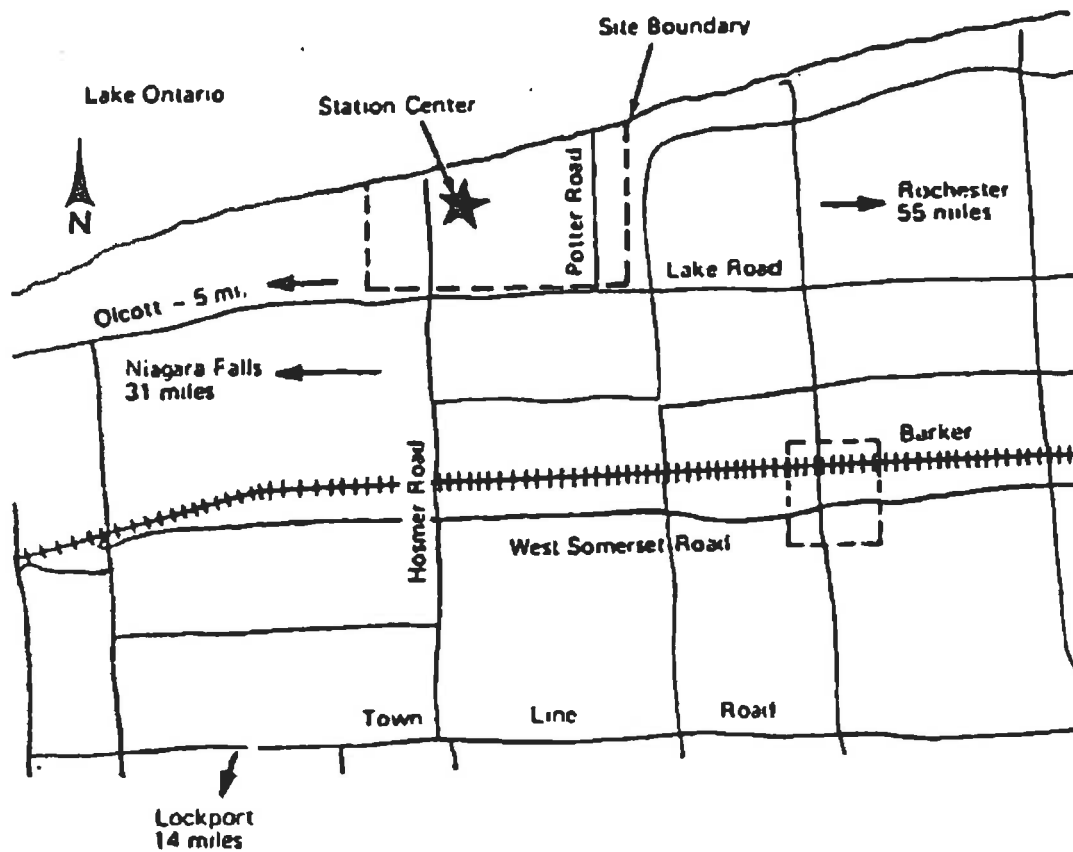 Site Boundary
Lake Ontario
Station Center
N
Potter Road
Rochester
55 miles
Lake Road
Olcott - 5 mi.
Niagara Falls
31 miles
Barker
Hosmer Road
West Somerset Road
Town Line Road
Lockport
14 miles